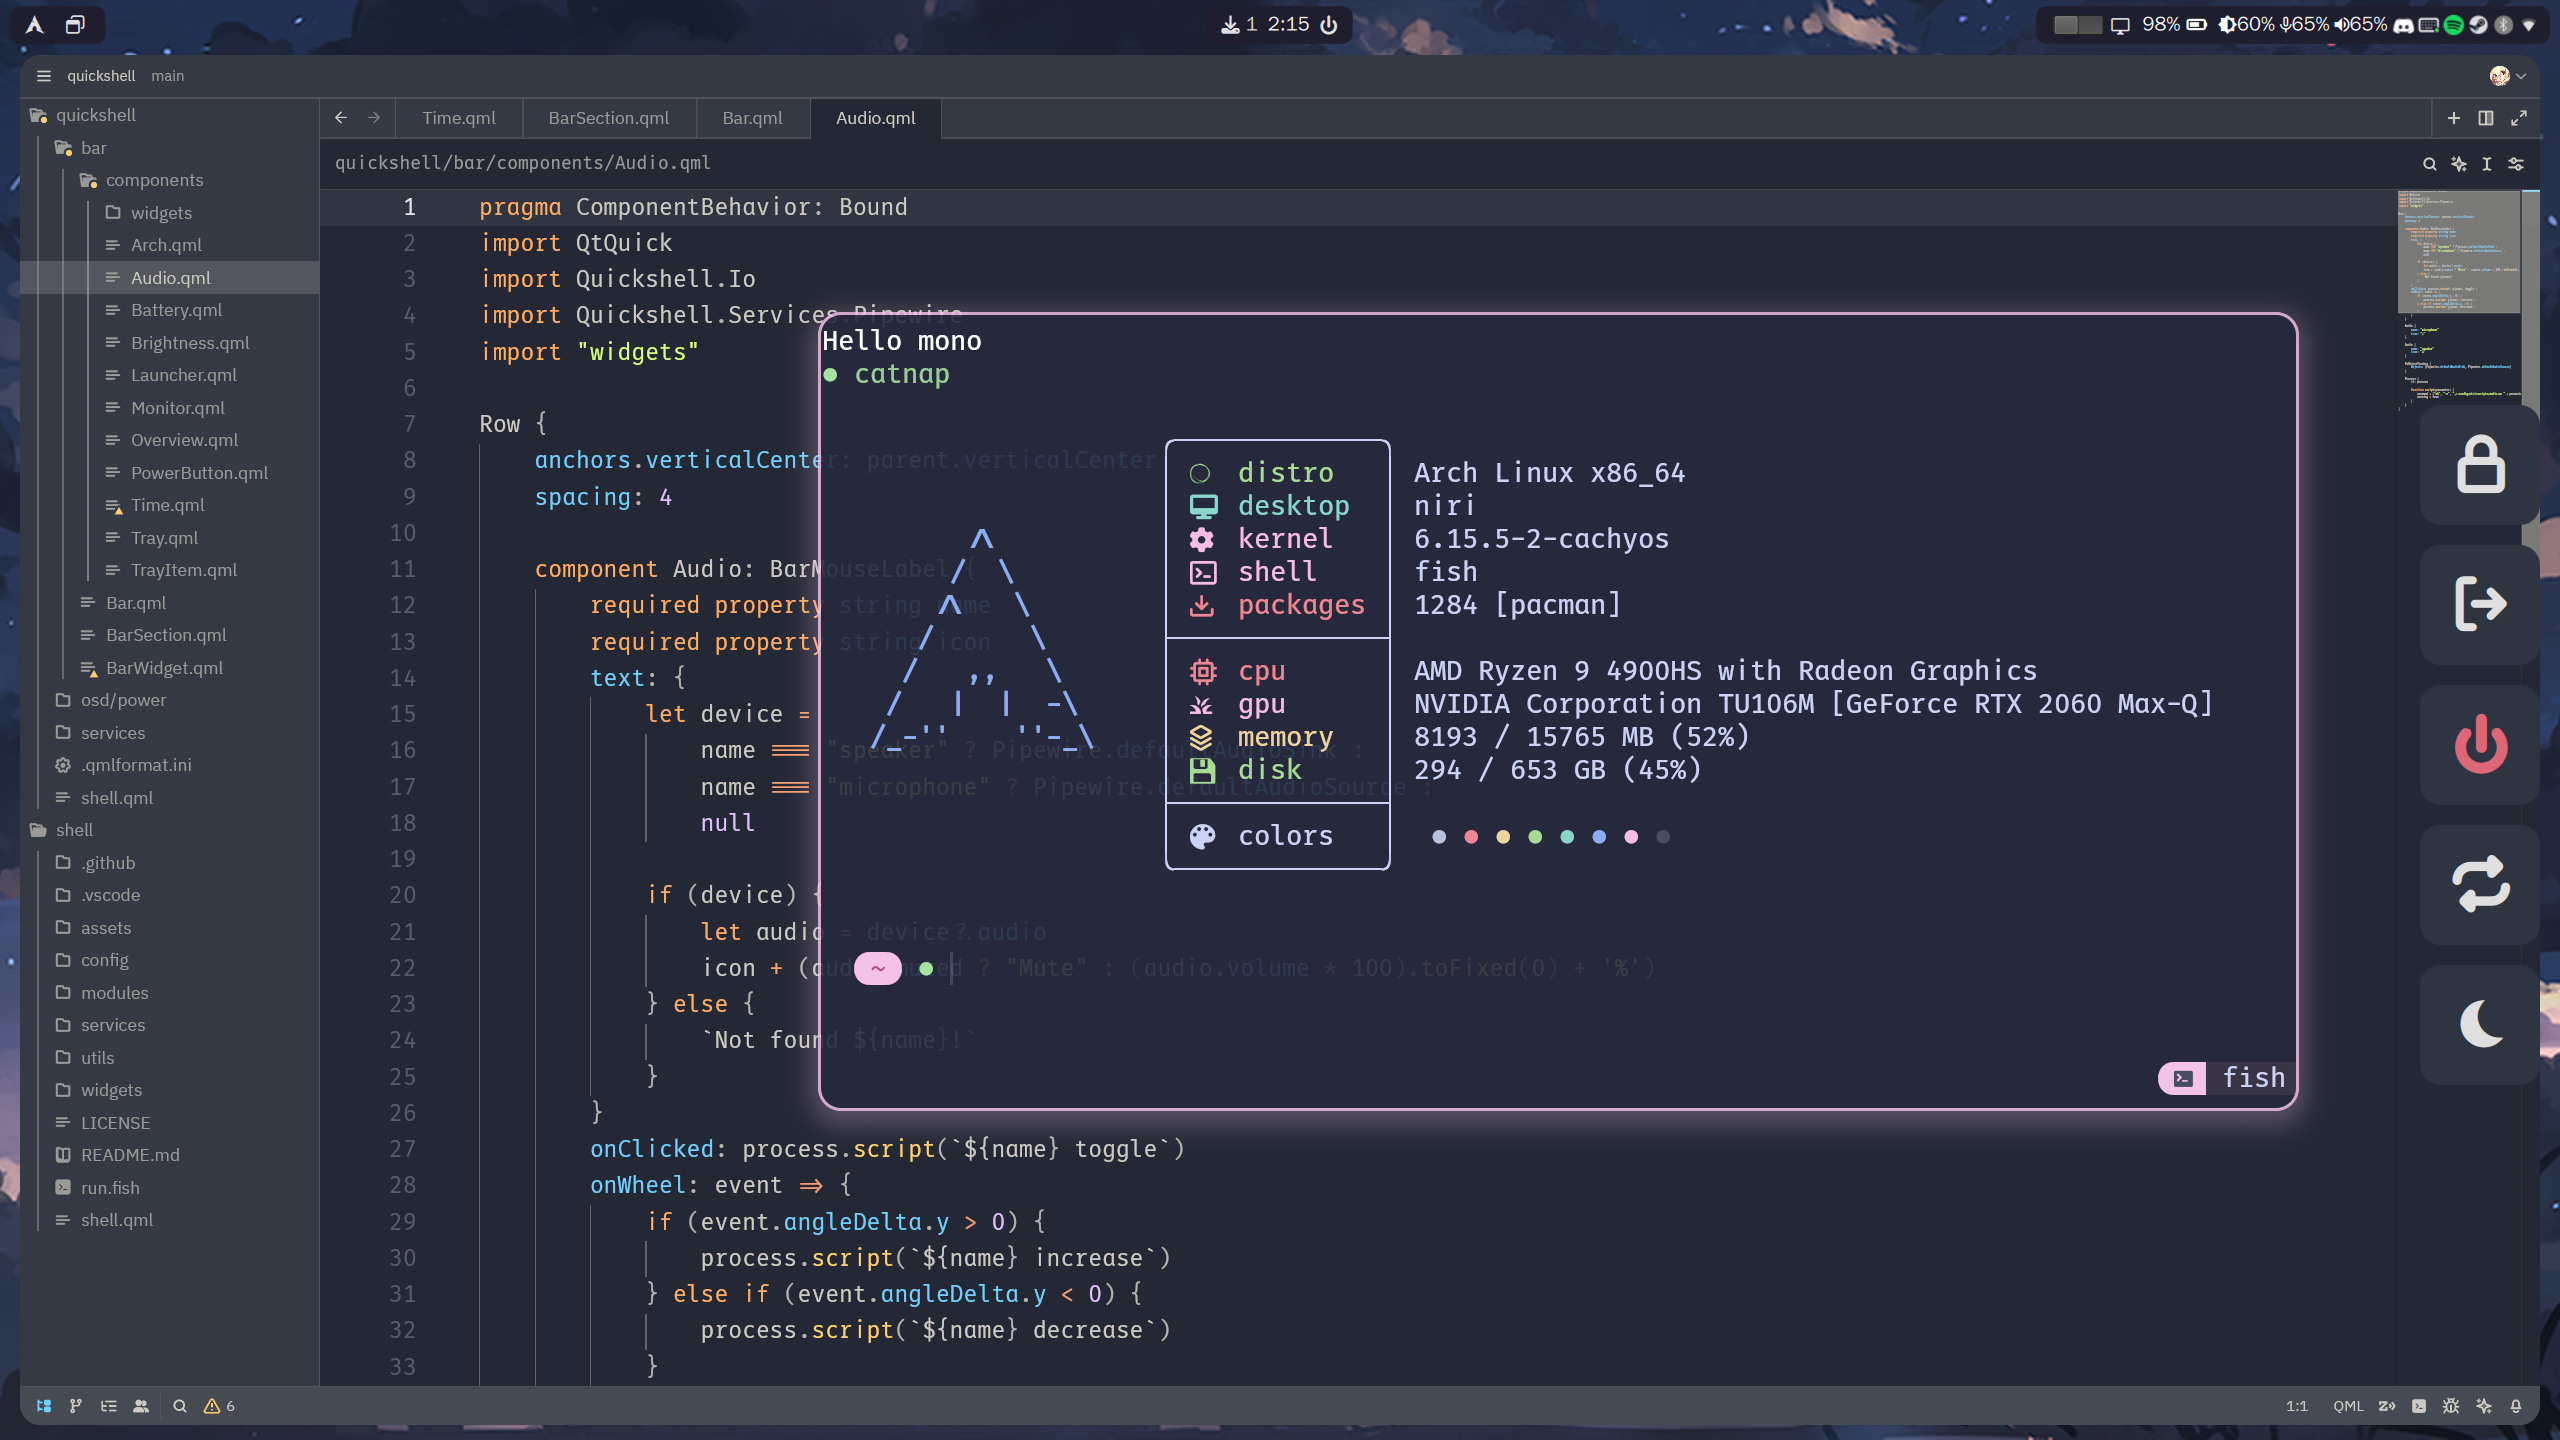 1 2:15
98% 60% 65% 65%
quickshell main
quickshell
bar
components
widgets
Arch.qml
Audio.qml
Battery.qml
Brightness.qml
Launcher.qml
Monitor.qml
Overview.qml
PowerButton.qml
Time.qml
Tray.qml
TrayItem.qml
Bar.qml
BarSection.qml
BarWidget.qml
osd/power
services
.qmlformat.ini
shell.qml
shell
.github
.vscode
assets
config
modules
services
utils
widgets
LICENSE
README.md
run.fish
shell.qml
Time.qml BarSection.qml Bar.qml Audio.qml
quickshell/bar/components/Audio.qml
1 pragma ComponentBehavior: Bound
2 import QtQuick
3 import Quickshell.Io
4 import Quickshell.Services.Pipewire
5 import "widgets"
6
7 Row {
8 anchors.verticalCenter: parent.verticalCenter
9 spacing: 4
10
11 component Audio: BarMouseLabel {
12 required property string name
13 required property string icon
14 text: {
15 let device =
16 name === "speaker" ? Pipewire.defaultAudioSink :
17 name === "microphone" ? Pipewire.defaultAudioSource :
18 null
19
20 if (device) {
21 let audio = device?.audio
22 icon + (audio.muted ? "Mute" : (audio.volume * 100).toFixed(0) + '%')
23 } else {
24 `Not found ${name}!`
25 }
26 }
27 onClicked: process.script(`${name} toggle`)
28 onWheel: event => {
29 if (event.angleDelta.y > 0) {
30 process.script(`${name} increase`)
31 } else if (event.angleDelta.y < 0) {
32 process.script(`${name} decrease`)
33 }
Hello mono
● catnap
distro Arch Linux x86_64
desktop niri
kernel 6.15.5-2-cachyos
shell fish
packages 1284 [pacman]
cpu AMD Ryzen 9 4900HS with Radeon Graphics
gpu NVIDIA Corporation TU106M [GeForce RTX 2060 Max-Q]
memory 8193 / 15765 MB (52%)
disk 294 / 653 GB (45%)
colors
~ ●
fish
6
1:1 QML